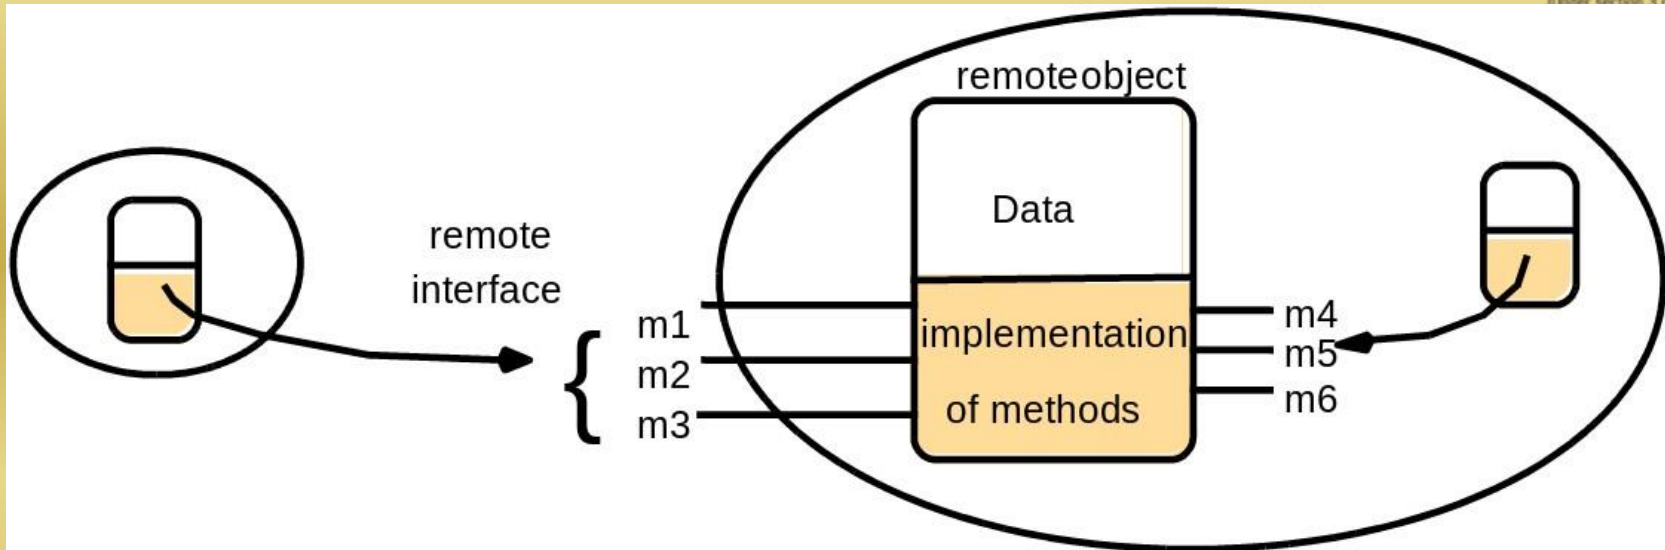 remoteobject
Data
remote
interface
{
m1
m2
m3
implementation
of methods
m4
m5
m6